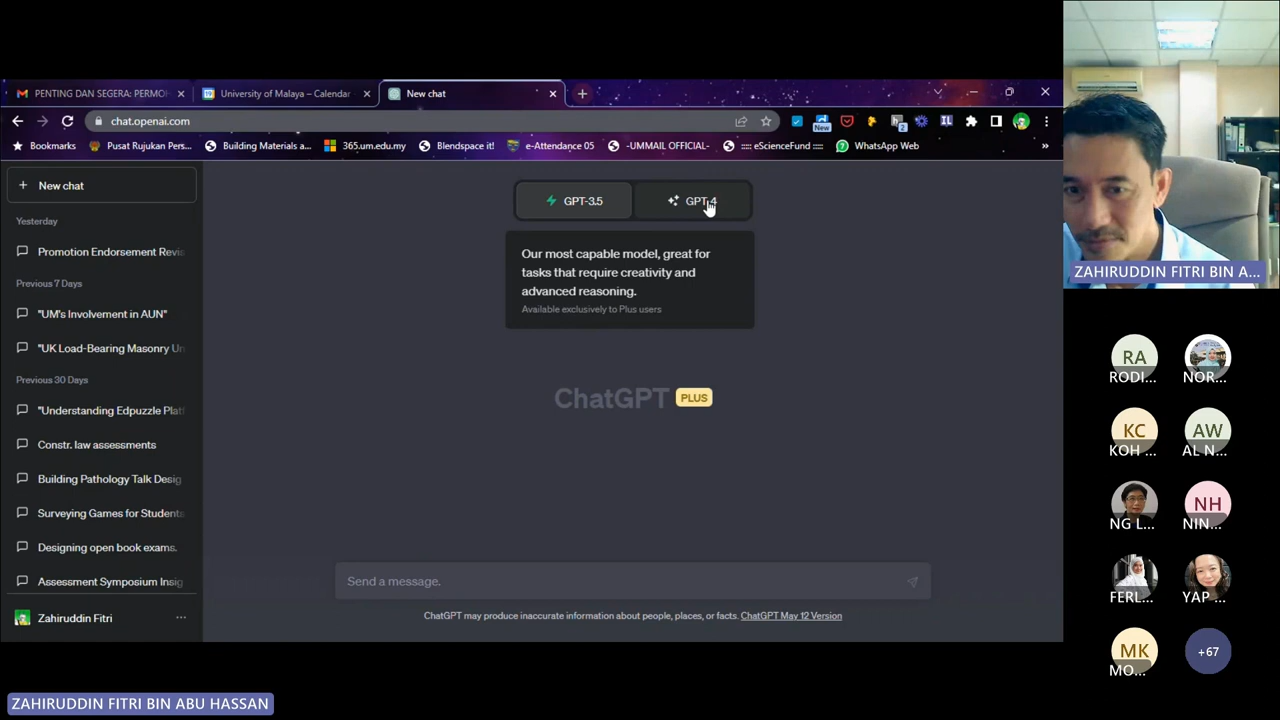 PENTING DAN SEGERA: PERMOH
University of Malaya – Calendar
New chat
chat.openai.com
New
2
Bookmarks
Pusat Rujukan Pers...
Building Materials a...
365.um.edu.my
Blendspace it!
e-Attendance 05
-UMMAIL OFFICIAL-
::::: eScienceFund ::::
WhatsApp Web
»
+ New chat
GPT-3.5
GPT-4
Yesterday
Promotion Endorsement Revis
Our most capable model, great for
tasks that require creativity and
advanced reasoning.
Available exclusively to Plus users
Previous 7 Days
"UM's Involvement in AUN"
"UK Load-Bearing Masonry Un
Previous 30 Days
"Understanding Edpuzzle Platf
Constr. law assessments
Building Pathology Talk Desig
Surveying Games for Students
Designing open book exams.
Assessment Symposium Insig
ChatGPT PLUS
Send a message.
ChatGPT may produce inaccurate information about people, places, or facts. ChatGPT May 12 Version
Zahiruddin Fitri
...
ZAHIRUDDIN FITRI BIN A...
RA
RODI...
NOR...
KC
KOH ...
AW
AL N...
NG L...
NH
NIN...
FERL...
YAP ...
MK
MO...
+67
ZAHIRUDDIN FITRI BIN ABU HASSAN